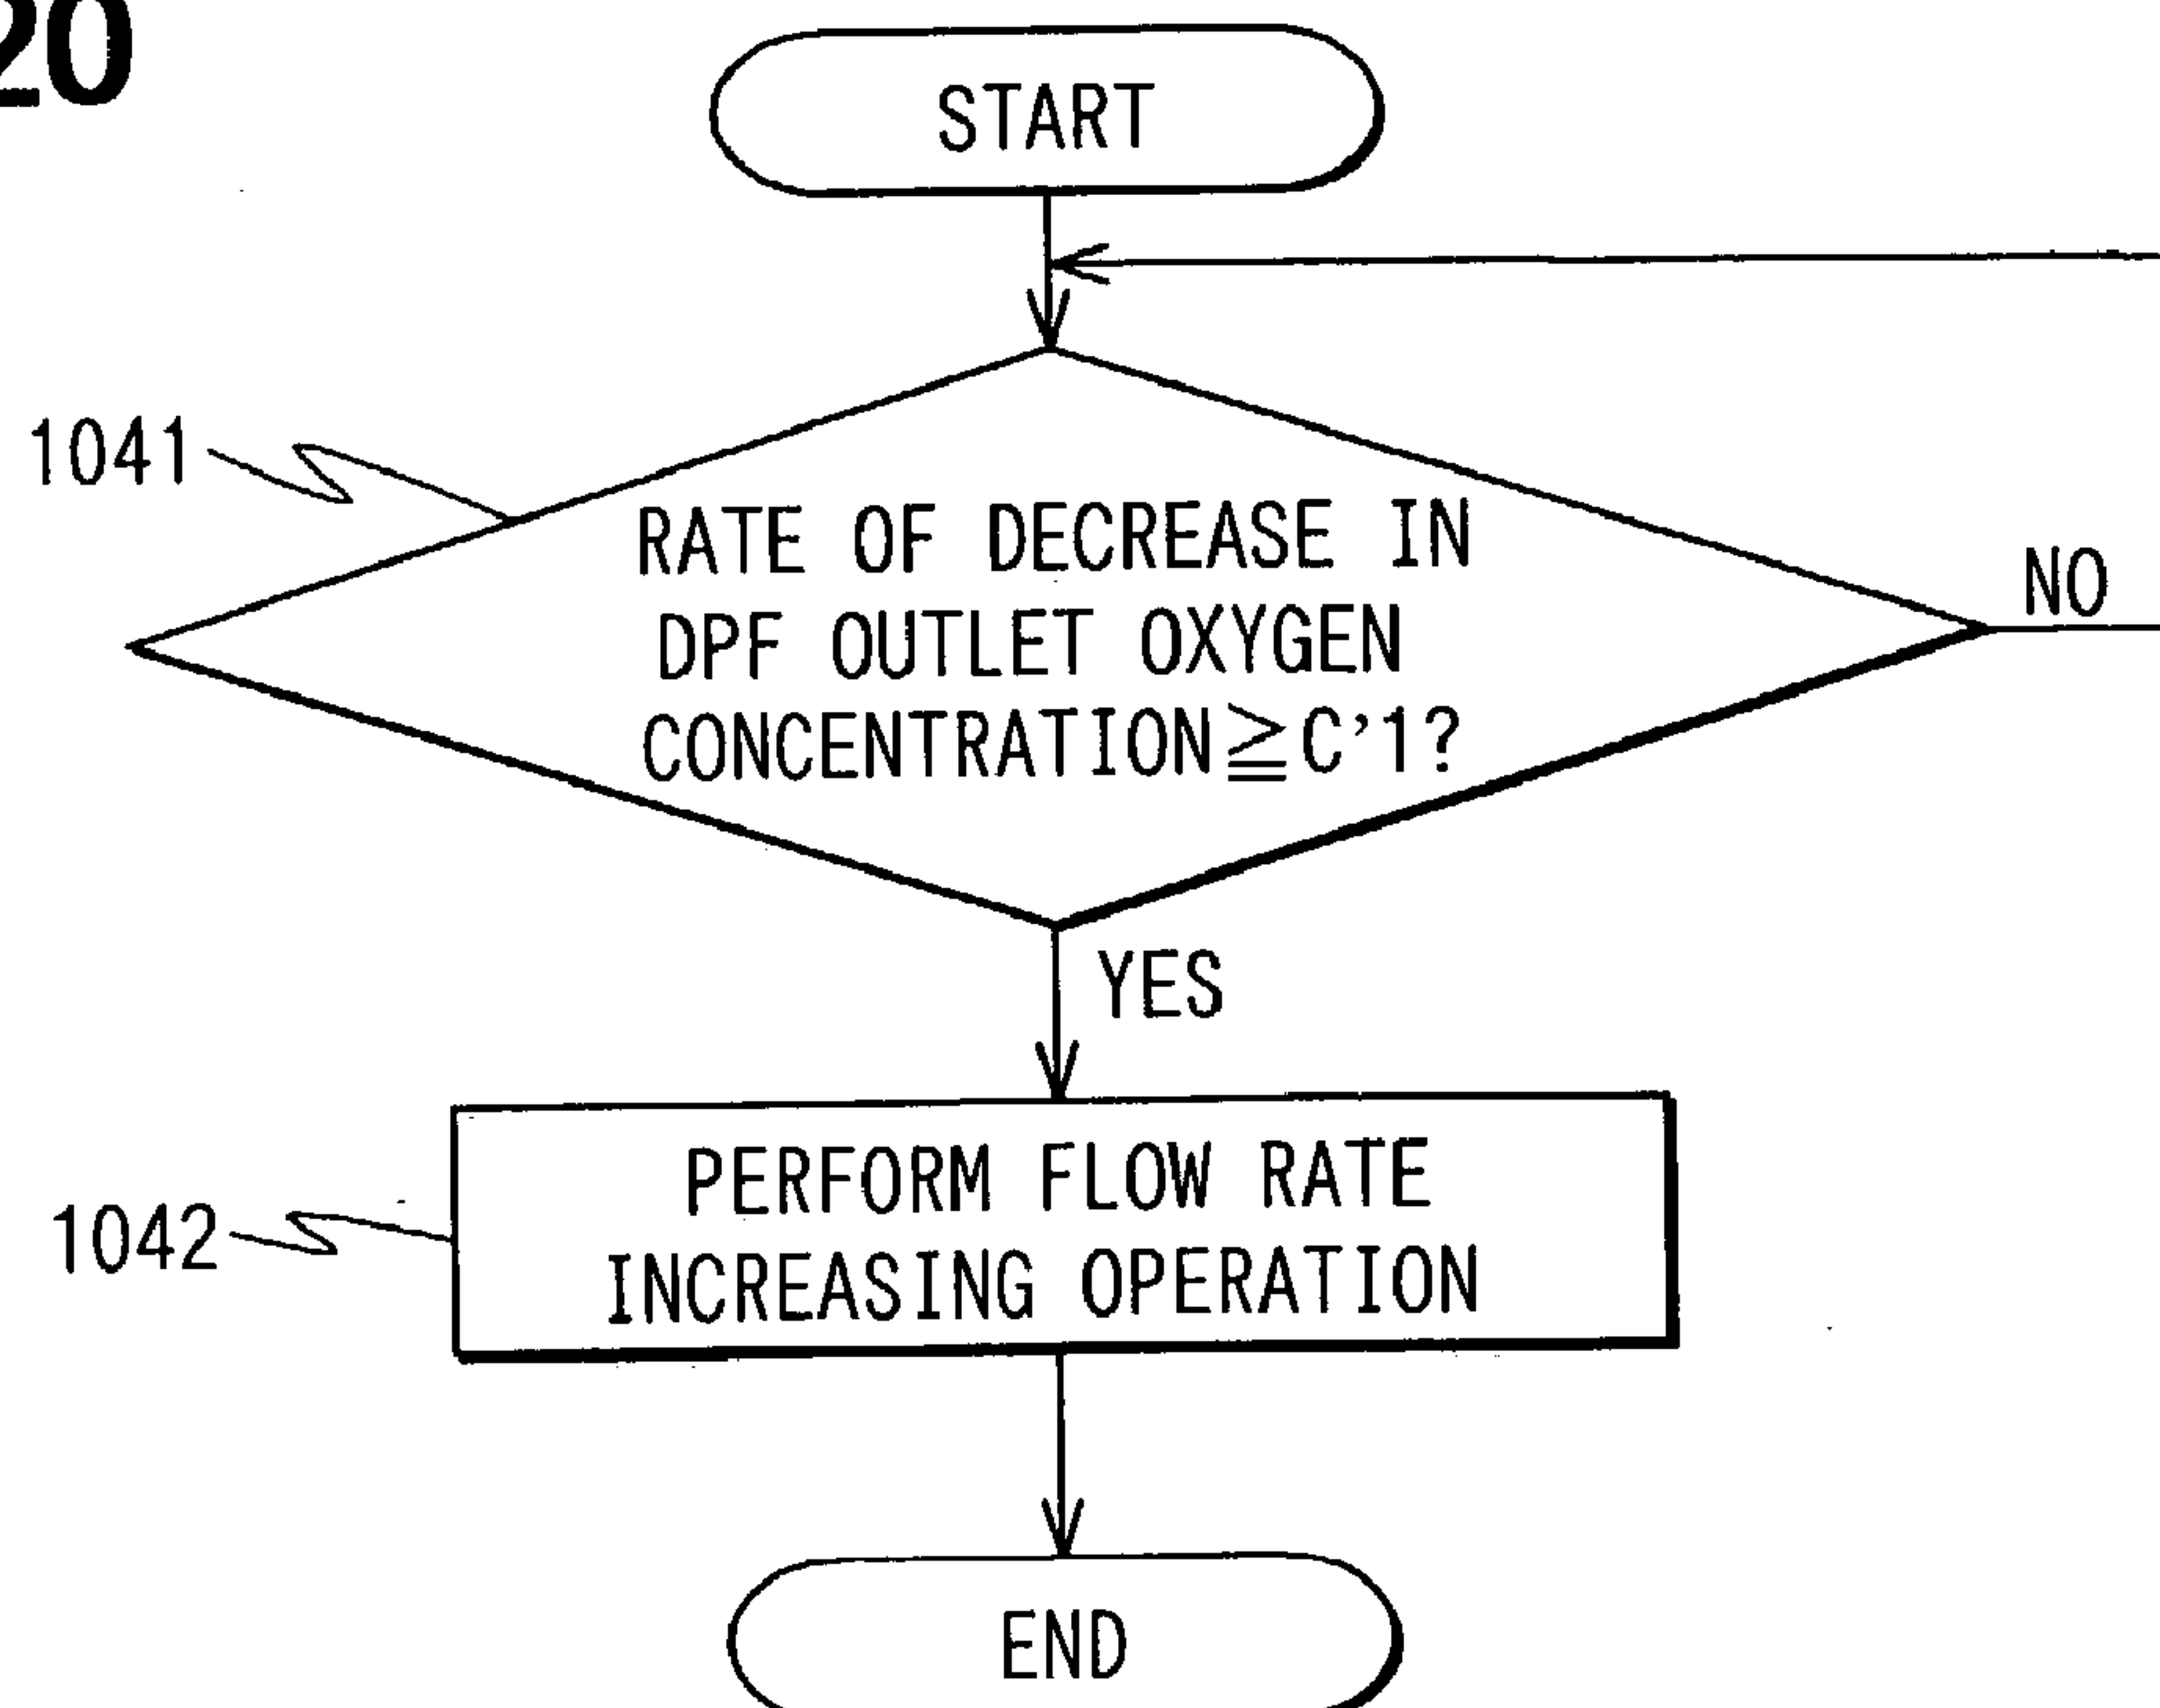 20
START
1041
RATE OF DECREASE IN
DPF OUTLET OXYGEN
CONCENTRATION≧C'1?
NO
YES
PERFORM FLOW RATE
INCREASING OPERATION
1042
END